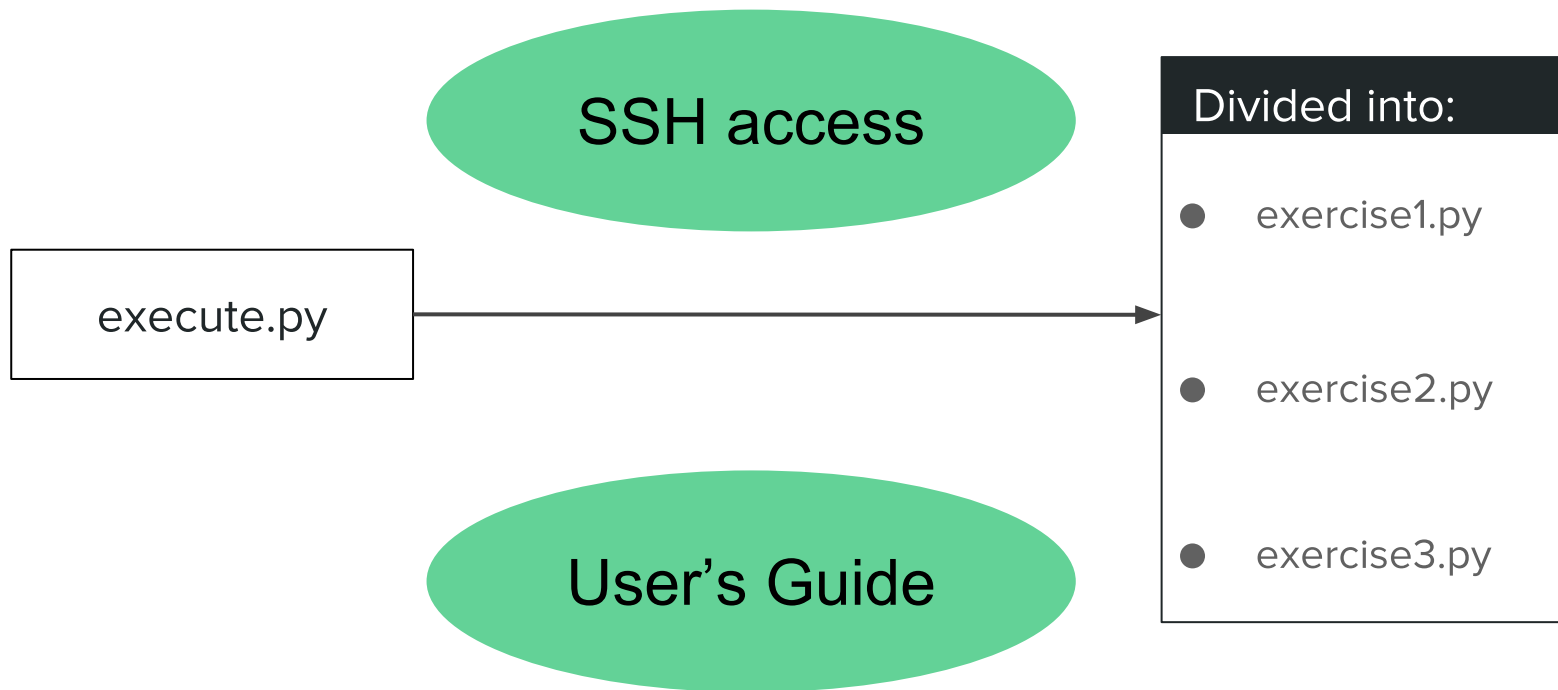 SSH access
Divided into:
exercise1.py
execute.py
exercise2.py
exercise3.py
User’s Guide